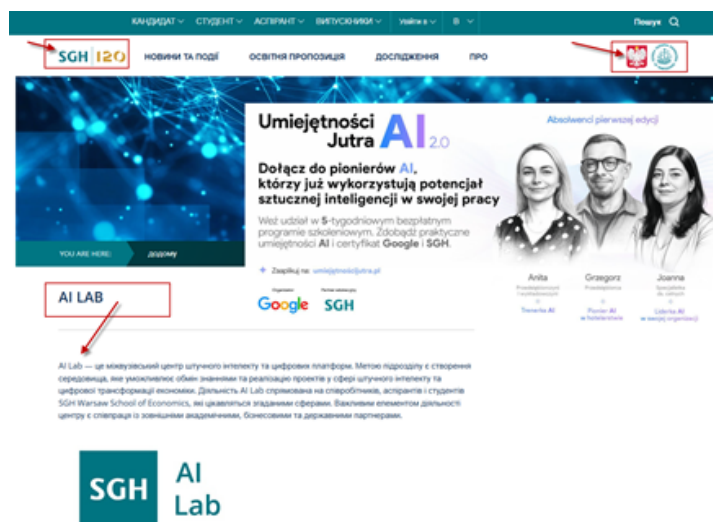 КАНДИДАТ СТУДЕНТ АСПІРАНТ ВИПУСКНИКИ Увійти в В Пошук
SGH 120 НОВИНИ ТА ПОДІЇ ОСВІТНЯ ПРОПОЗИЦІЯ ДОСЛІДЖЕННЯ ПРО
Umiejętności
Jutra AI 2.0
Absolwenci pierwszej edycji
Dołącz do pionierów AI,
którzy już wykorzystują potencjał
sztucznej inteligencji w swojej pracy
Weź udział w 5-tygodniowym bezpłatnym
programie szkoleniowym. Zdobądź praktyczne
umiejętności AI i certyfikat Google i SGH.
YOU ARE HERE: ДОДОМУ
Zaaplikuj na: umiejętnościjutra.pl
Anita Grzegorz Joanna
Trenerka AI Pionier AI Liderka AI
w hotelarstwie w swojej organizacji
Google SGH
AI LAB
AI Lab — це міжвузівський центр штучного інтелекту та цифрових платформ. Метою підрозділу є створення
середовища, яке уможливлює обмін знаннями та реалізацію проектів у сфері штучного інтелекту та
цифрової трансформації економіки. Діяльність AI Lab спрямована на співробітників, аспірантів і студентів
SGH Warsaw School of Economics, які цікавляться згаданими сферами. Важливим елементом діяльності
центру є співпраця із зовнішніми академічними, бізнесовими та державними партнерами.
SGH AI
Lab